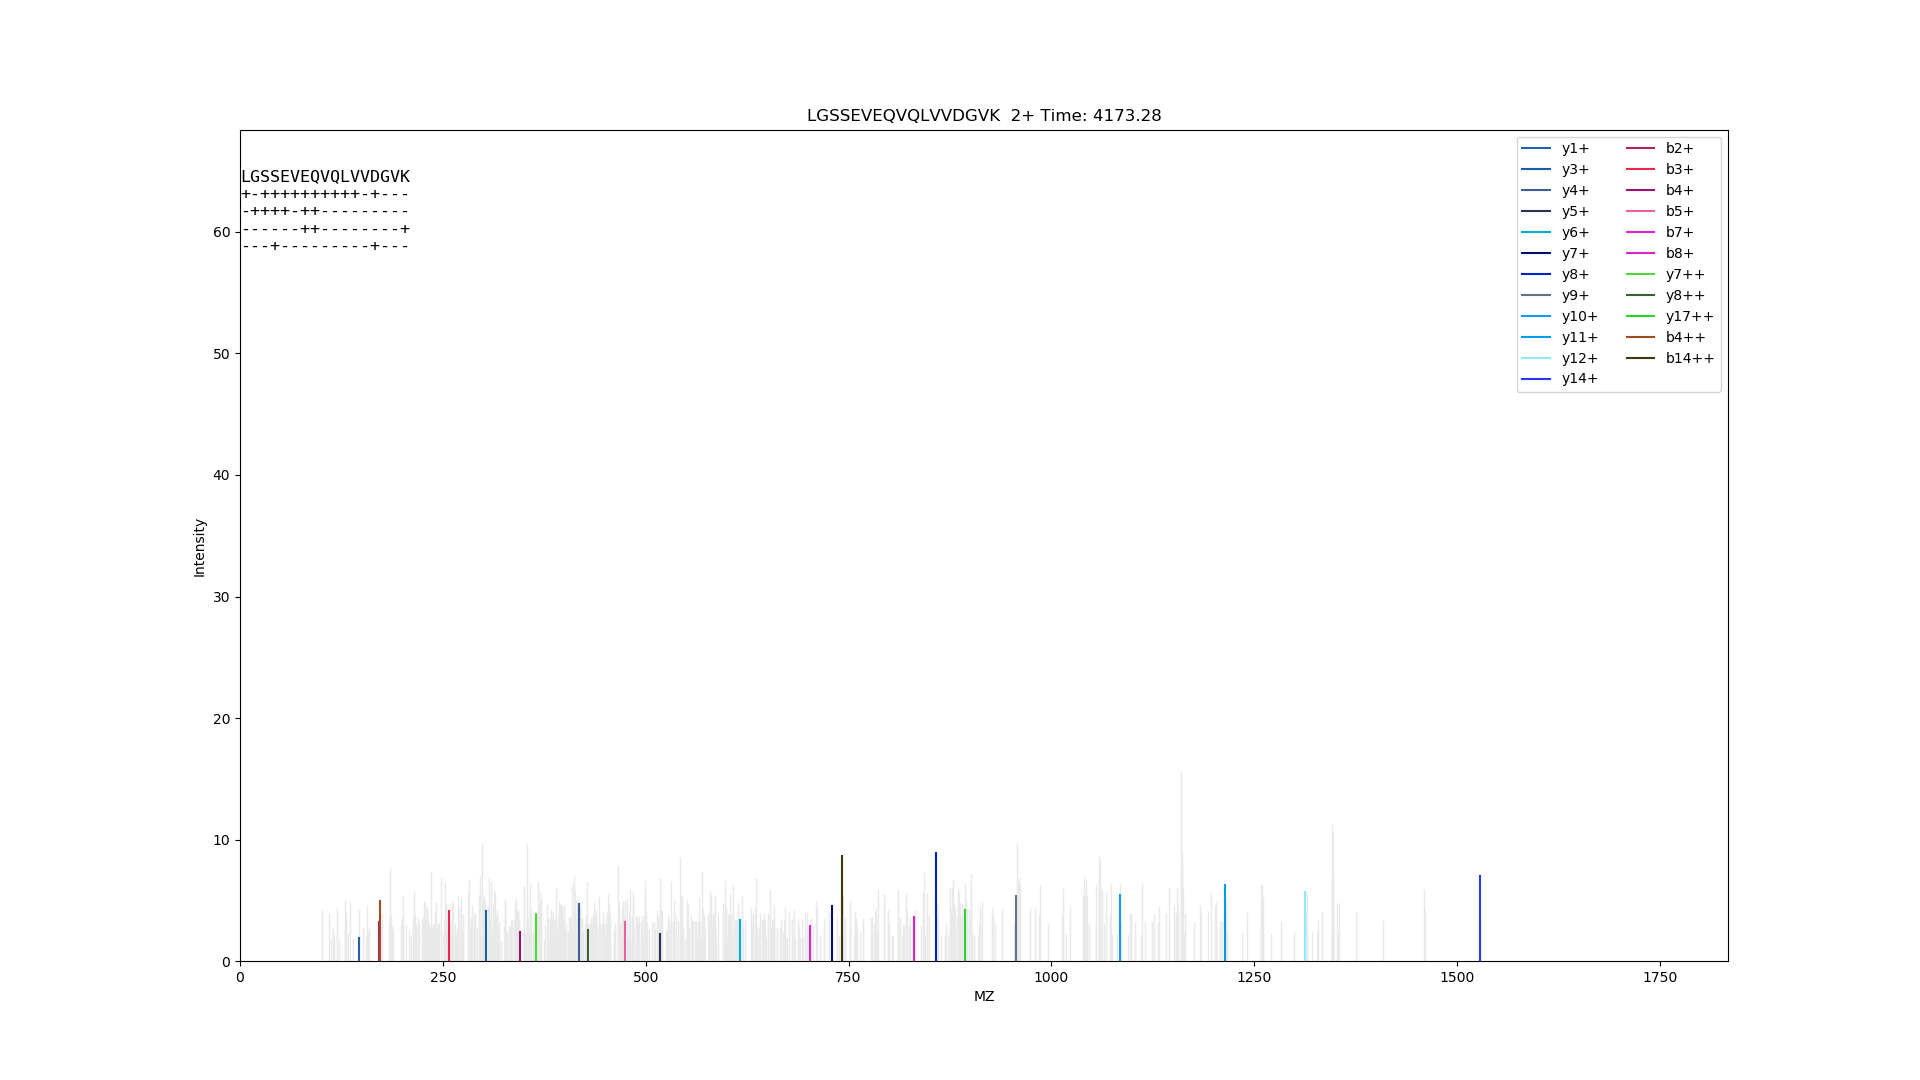 LGSSEVEQVQLVVDGVK  2+ Time: 4173.28
LGSSEVEQVQLVVDGVK
+-++++++++++-+---
-++++-++---------
------++--------+
---+---------+---
y1+
y3+
y4+
y5+
y6+
y7+
y8+
y9+
y10+
y11+
y12+
y14+
b2+
b3+
b4+
b5+
b7+
b8+
y7++
y8++
y17++
b4++
b14++
60
50
40
30
20
10
0
Intensity
0 250 500 750 1000 1250 1500 1750
MZ